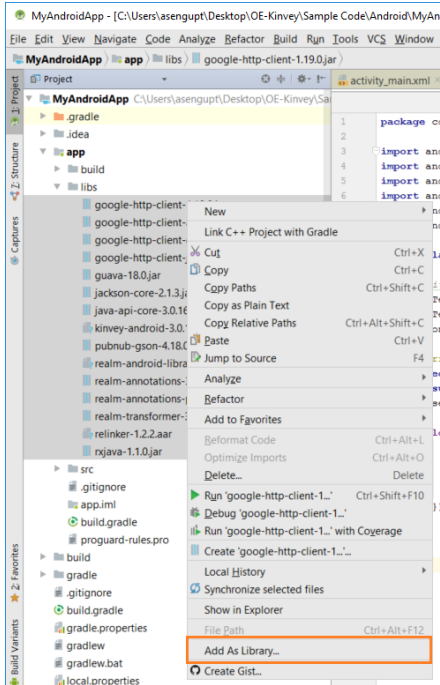 MyAndroidApp - [C:\Users\asengupt\Desktop\OE-Kinvey\Sample Code\Android\MyAn
File Edit View Navigate Code Analyze Refactor Build Run Tools VCS Window
MyAndroidApp app libs google-http-client-1.19.0.jar
1: Project
Z: Structure
Captures
2: Favorites
Build Variants
Project
activity_main.xml
MyAndroidApp C:\Users\asengupt\Desktop\OE-Kinvey\Sa
.gradle
.idea
app
build
libs
google-http-client-
google-http-client-
google-http-client-
google-http-client-
guava-18.0.jar
jackson-core-2.1.3.ja
java-api-core-3.0.16
kinvey-android-3.0.
pubnub-gson-4.18.0
realm-android-libra
realm-annotations-
realm-annotations-
realm-transformer-
relinker-1.2.2.aar
rxjava-1.1.0.jar
src
.gitignore
app.iml
build.gradle
proguard-rules.pro
build
gradle
.gitignore
build.gradle
gradle.properties
gradlew
gradlew.bat
local.properties
1 package co
2
3 import and
4 import and
5 import and
6 import and
New
Link C++ Project with Gradle
Cut Ctrl+X
Copy Ctrl+C
Copy Paths Ctrl+Shift+C
Copy as Plain Text
Copy Relative Paths Ctrl+Alt+Shift+C
Paste Ctrl+V
Jump to Source F4
Analyze
Refactor
Add to Favorites
Reformat Code Ctrl+Alt+L
Optimize Imports Ctrl+Alt+O
Delete... Delete
Run 'google-http-client-1...' Ctrl+Shift+F10
Debug 'google-http-client-1...'
Run 'google-http-client-1...' with Coverage
Create 'google-http-client-1...'...
Local History
Synchronize selected files
Show in Explorer
File Path Ctrl+Alt+F12
Add As Library...
Create Gist...